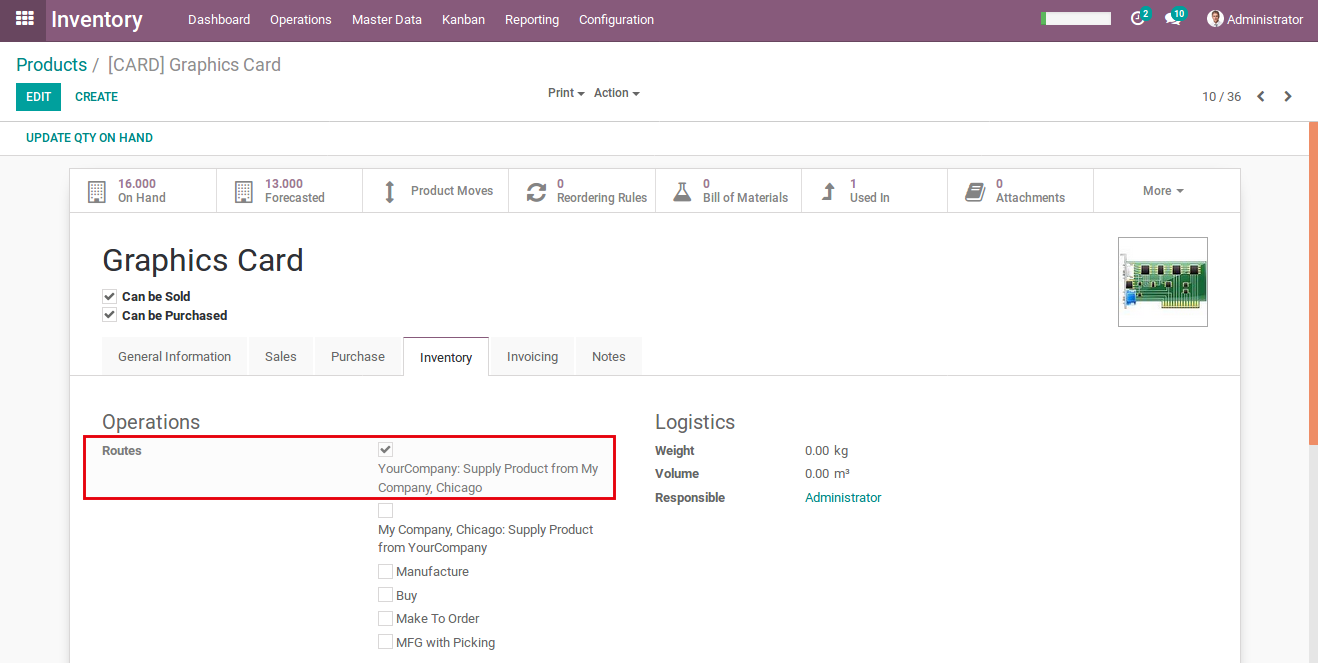 Inventory Dashboard Operations Master Data Kanban Reporting Configuration 2 10 Administrator
Products / [CARD] Graphics Card
EDIT CREATE Print Action 10 / 36
UPDATE QTY ON HAND
16.000
On Hand
13.000
Forecasted
Product Moves
0
Reordering Rules
0
Bill of Materials
1
Used In
0
Attachments
More
Graphics Card
Can be Sold
Can be Purchased
General Information Sales Purchase Inventory Invoicing Notes
Operations
Routes
YourCompany: Supply Product from My
Company, Chicago
My Company, Chicago: Supply Product
from YourCompany
Manufacture
Buy
Make To Order
MFG with Picking
Logistics
Weight 0.00 kg
Volume 0.00 m³
Responsible Administrator